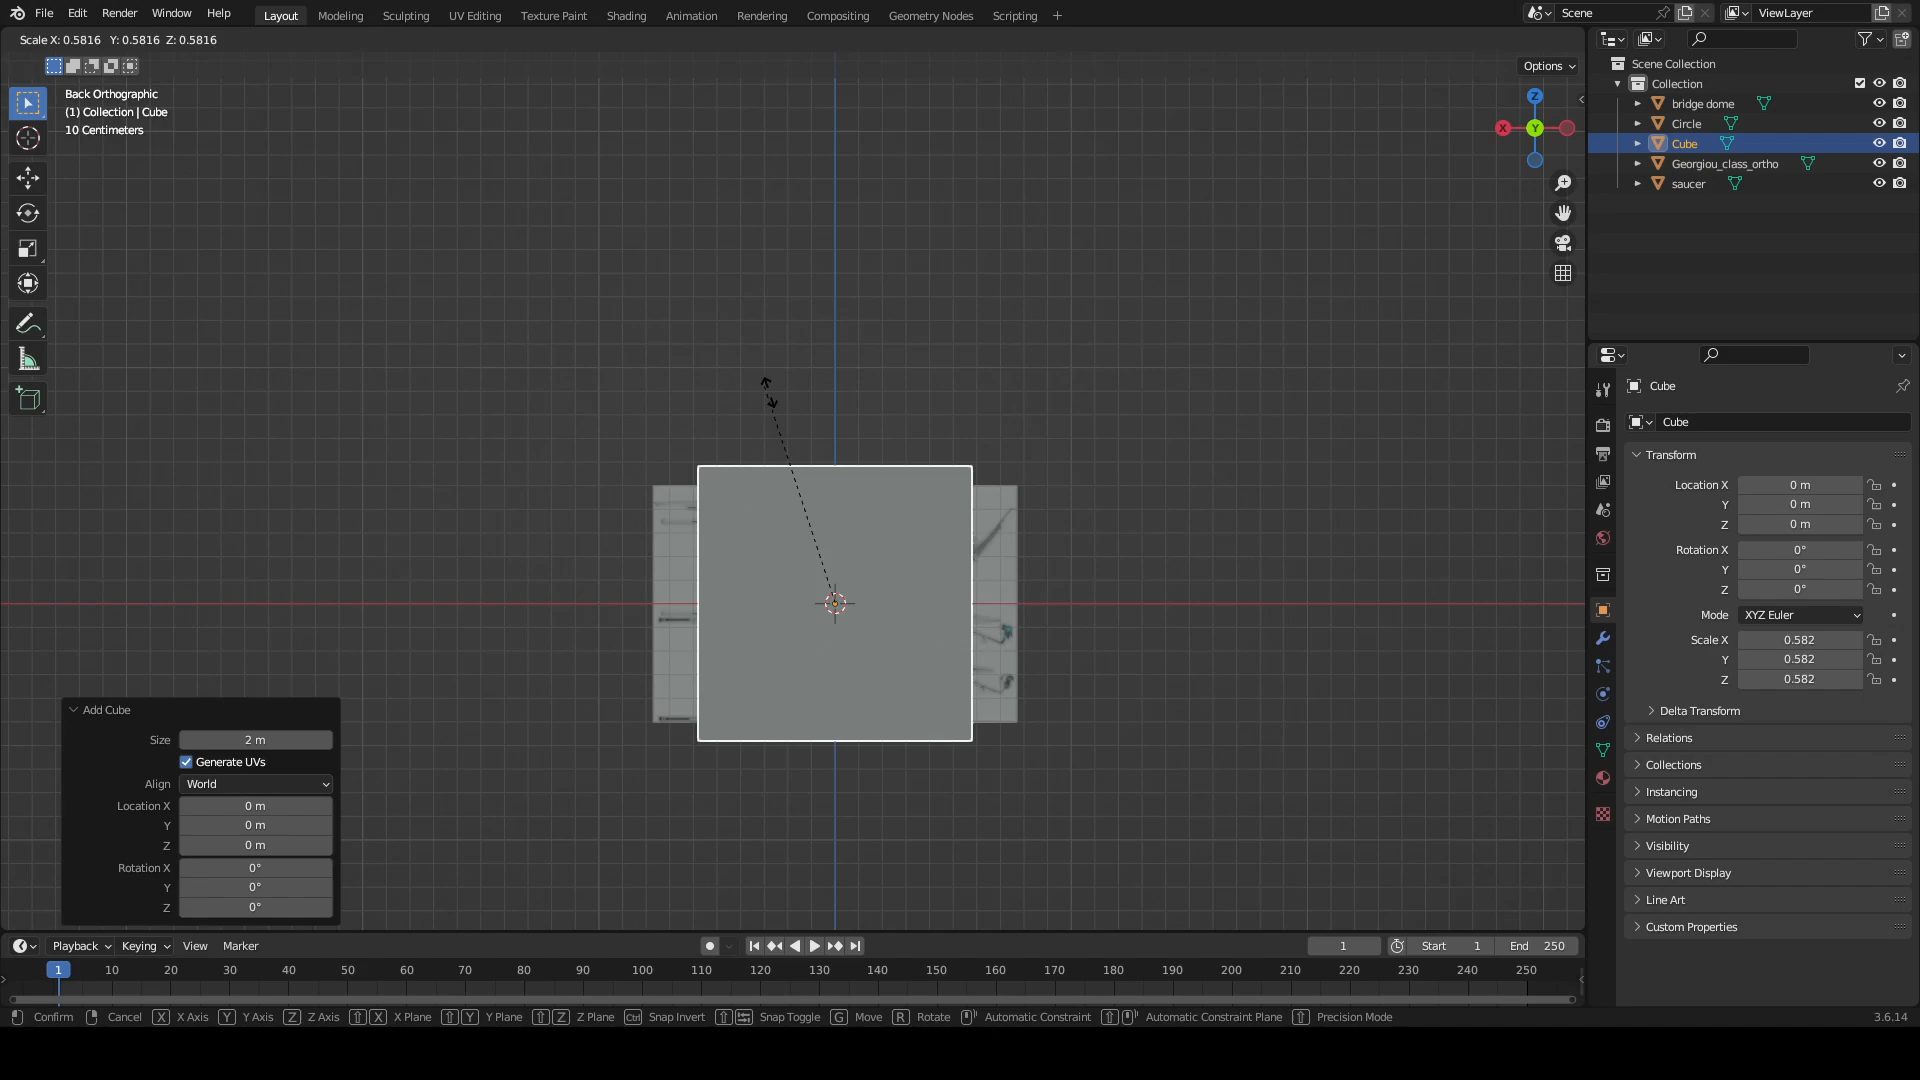 File Edit Render Window Help Layout Modeling Sculpting UV Editing Texture Paint Shading Animation Rendering Compositing Geometry Nodes Scripting Scene ViewLayer
Scale X: 0.5816 Y: 0.5816 Z: 0.5816
Options
Back Orthographic
(1) Collection | Cube
10 Centimeters
Z
X
Y
Scene Collection
Collection
bridge dome
Circle
Cube
Georgiou_class_ortho
saucer
Cube
Cube
Transform
Location X 0 m
Y 0 m
Z 0 m
Rotation X 0°
Y 0°
Z 0°
Mode XYZ Euler
Scale X 0.582
Y 0.582
Z 0.582
Delta Transform
Relations
Collections
Instancing
Motion Paths
Visibility
Viewport Display
Line Art
Custom Properties
Add Cube
Size 2 m
Generate UVs
Align World
Location X 0 m
Y 0 m
Z 0 m
Rotation X 0°
Y 0°
Z 0°
Playback Keying View Marker 1 Start 1 End 250
1 10 20 30 40 50 60 70 80 90 100 110 120 130 140 150 160 170 180 190 200 210 220 230 240 250
Confirm Cancel X X Axis Y Y Axis Z Z Axis X X Plane Y Y Plane Z Z Plane Ctrl Snap Invert Snap Toggle G Move R Rotate Automatic Constraint Automatic Constraint Plane Precision Mode 3.6.14